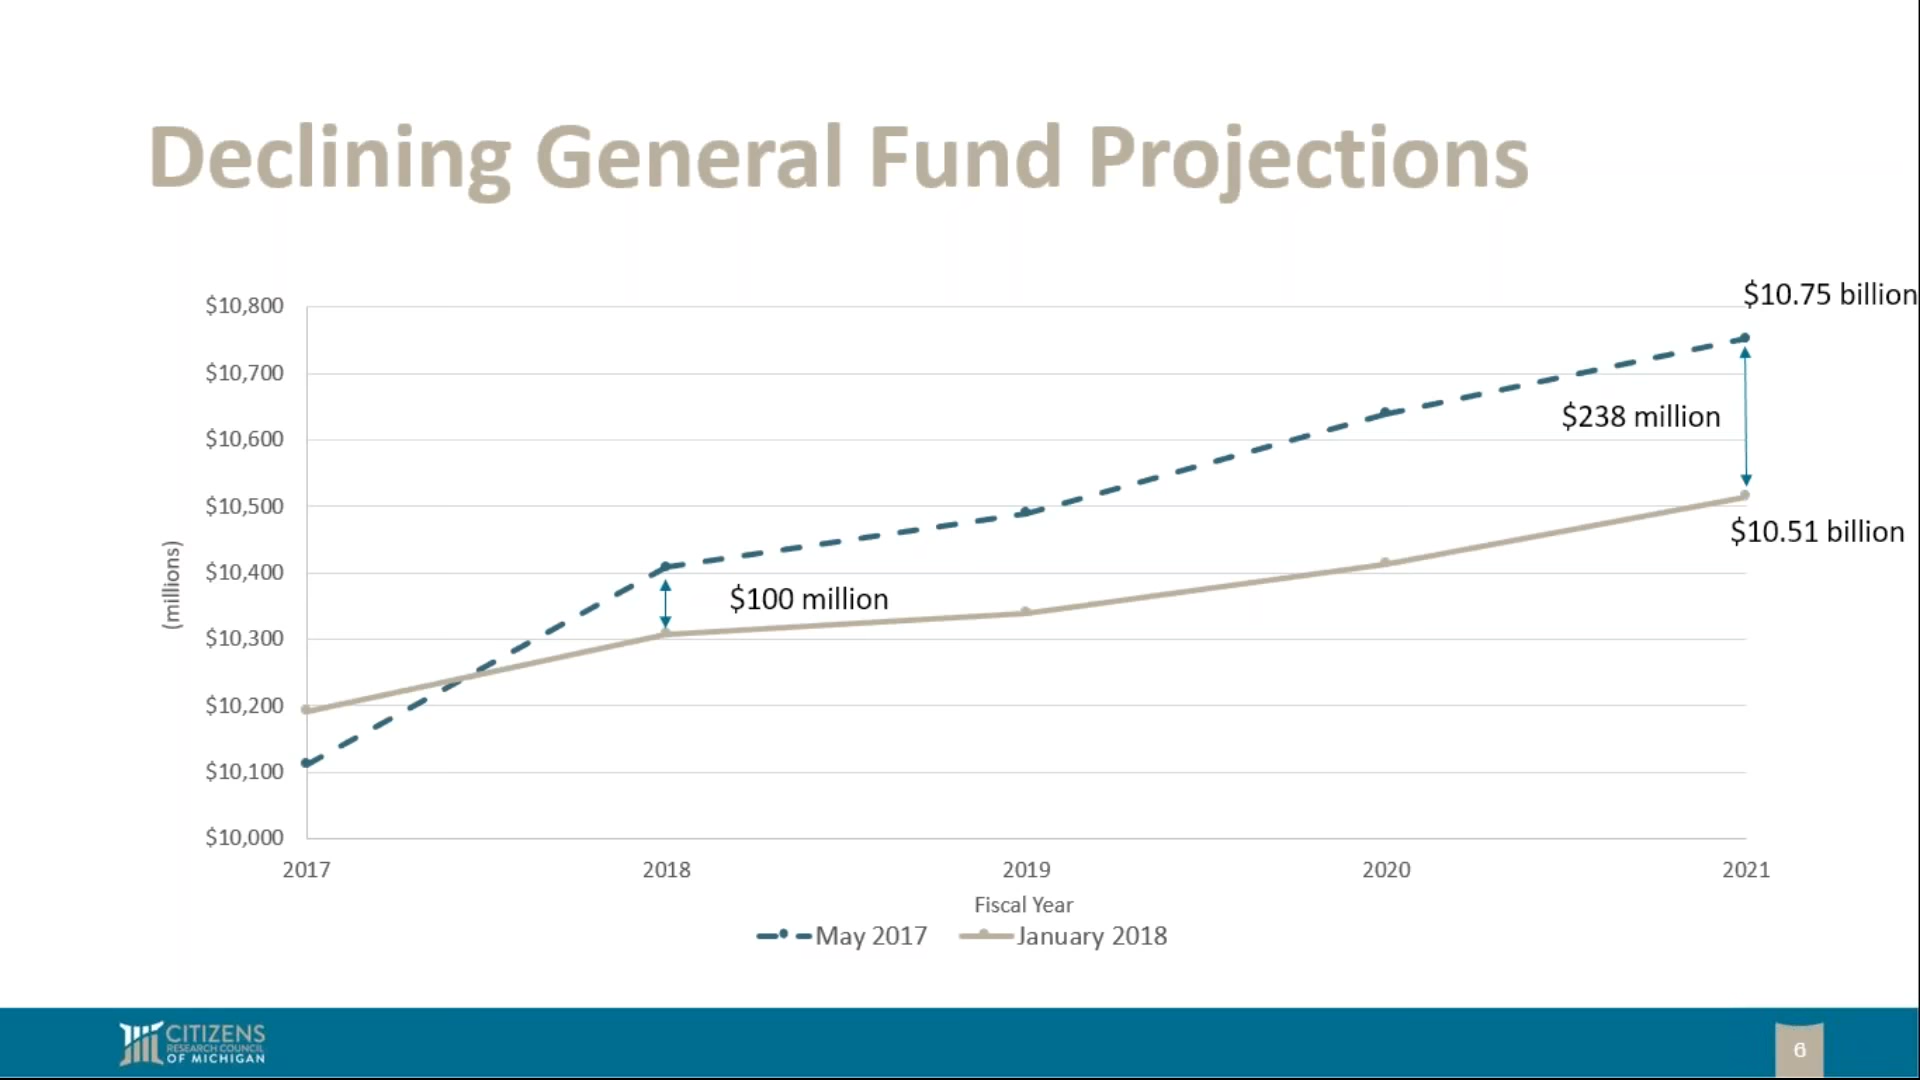 Declining General Fund Projections
$10.75 billion
$10,800
$10,700
$238 million
$10,600
$10,500
$10.51 billion
(millions)
$10,400
$100 million
$10,300
$10,200
$10,100
$10,000
2017 2018 2019 2020 2021
Fiscal Year
May 2017 January 2018
CITIZENS
RESEARCH COUNCIL
OF MICHIGAN
6